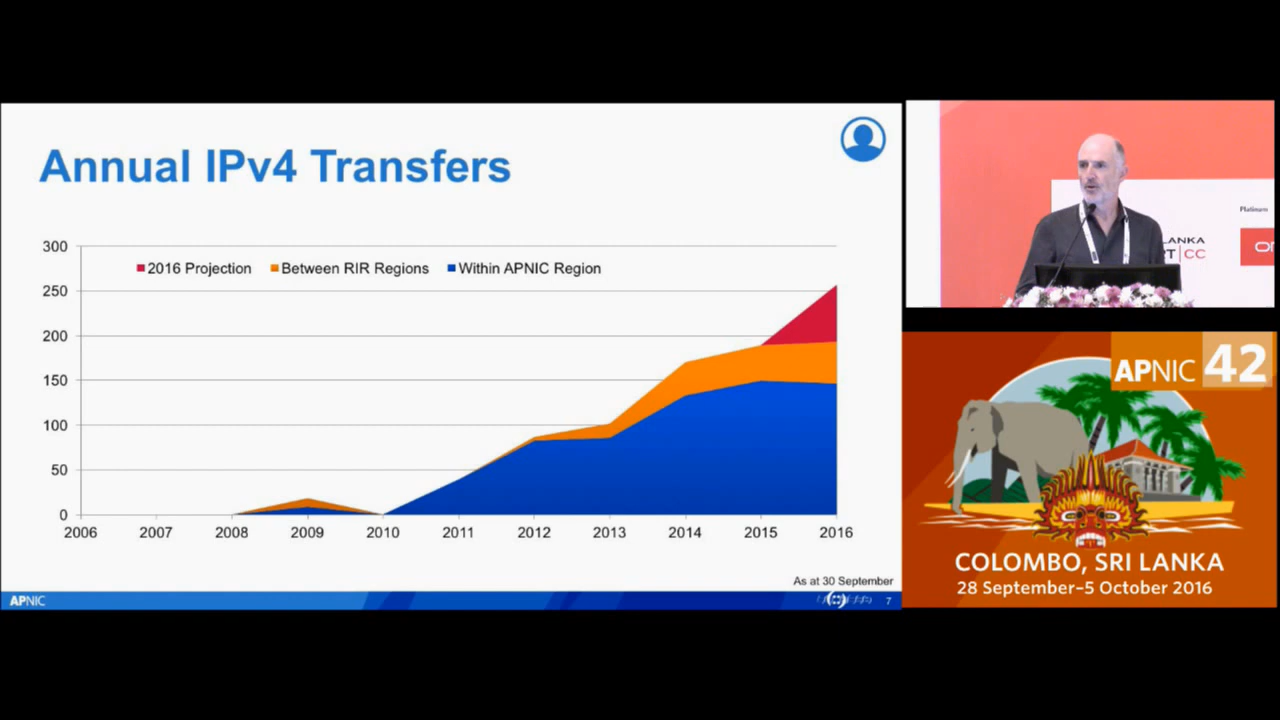 Annual IPv4 Transfers
300
250
200
150
100
50
0
2016 Projection Between RIR Regions Within APNIC Region
2006 2007 2008 2009 2010 2011 2012 2013 2014 2015 2016
As at 30 September
APNIC
7
Platinum
LANKA
CC
APNIC 42
COLOMBO, SRI LANKA
28 September–5 October 2016